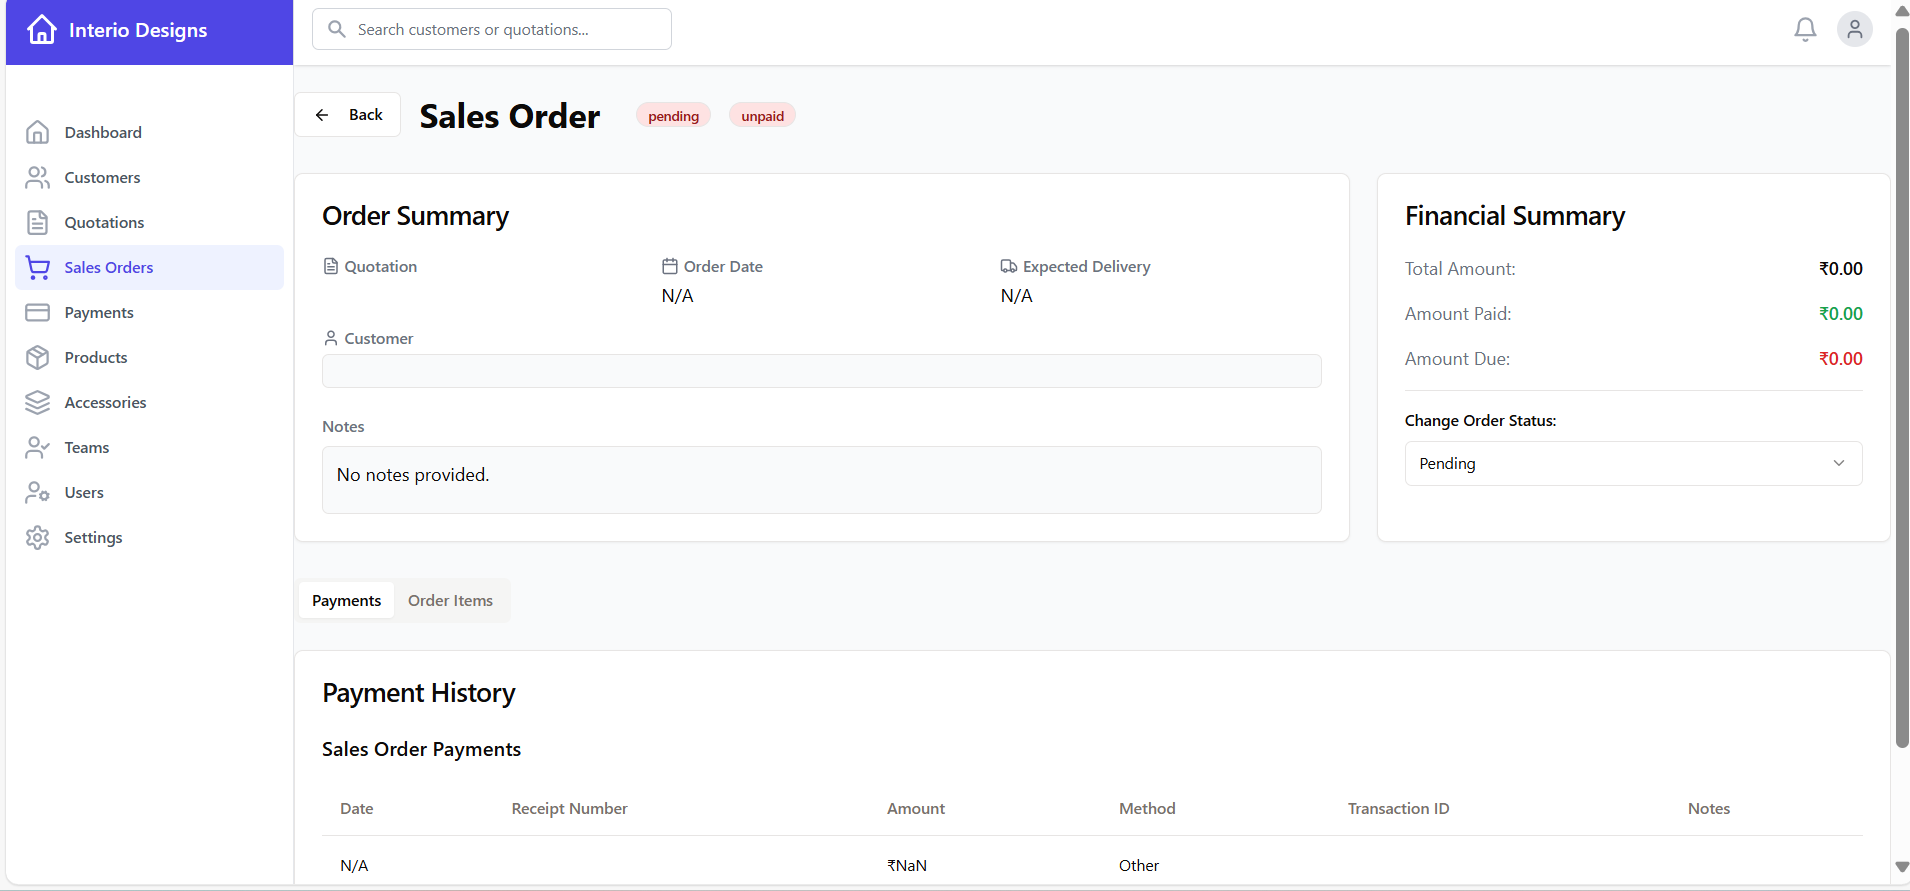 Interio Designs
Search customers or quotations...
Dashboard
Customers
Quotations
Sales Orders
Payments
Products
Accessories
Teams
Users
Settings
Back
Sales Order
pending
unpaid
Order Summary
Quotation
Order Date
N/A
Expected Delivery
N/A
Customer
Notes
No notes provided.
Financial Summary
Total Amount: ₹0.00
Amount Paid: ₹0.00
Amount Due: ₹0.00
Change Order Status:
Pending
Payments Order Items
Payment History
Sales Order Payments
Date Receipt Number Amount Method Transaction ID Notes
N/A ₹NaN Other